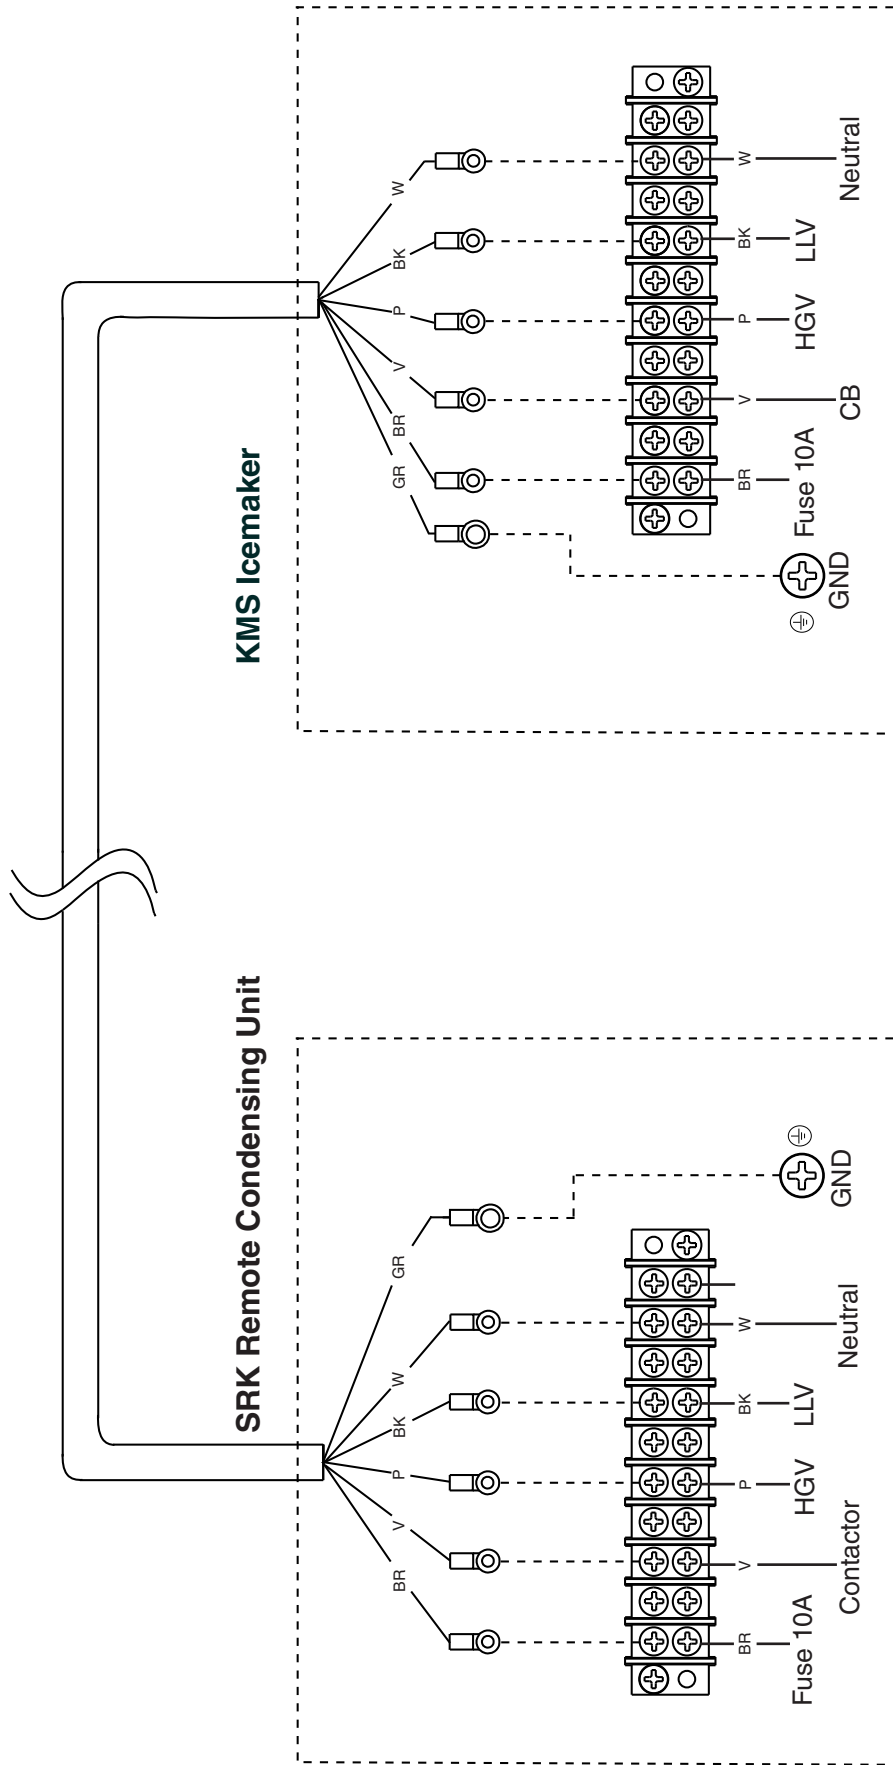 SRK Remote Condensing Unit
BR
V
P
BK
W
GR
BR
V
P
BK
W
Fuse 10A
Contactor
HGV
LLV
Neutral
GND
KMS Icemaker
GR
BR
V
P
BK
W
BR
V
P
BK
W
GND
Fuse 10A
CB
HGV
LLV
Neutral